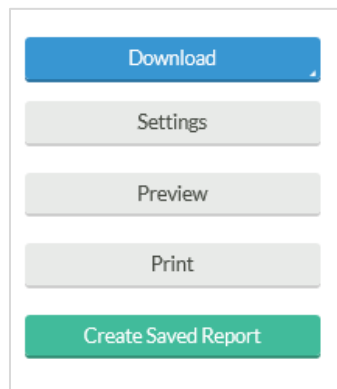 Download
Settings
Preview
Print
Create Saved Report